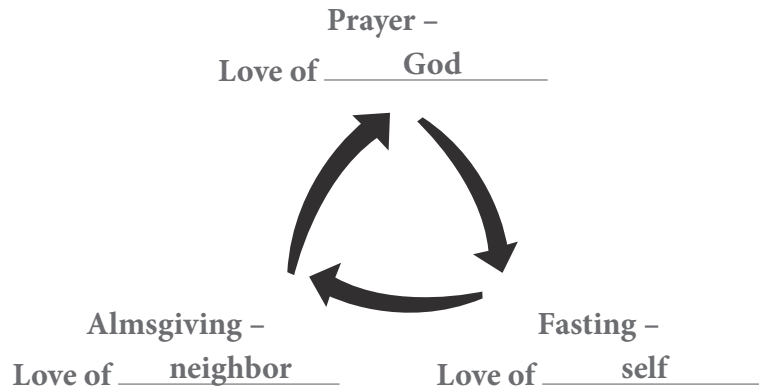 Prayer –
Love of God
Almsgiving –
Love of neighbor
Fasting –
Love of self